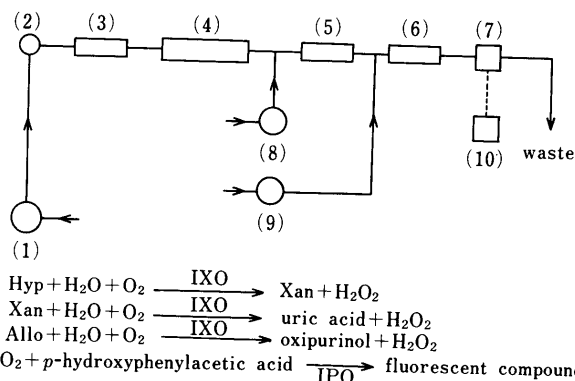 (2) (3) (4) (5) (6) (7)
(8) (10) waste
(9)
(1)
Hyp+H₂O+O₂ IXO Xan+H₂O₂
Xan+H₂O+O₂ IXO uric acid+H₂O₂
Allo+H₂O+O₂ IXO oxipurinol+H₂O₂
O₂+p-hydroxyphenylacetic acid IPO fluorescent compound